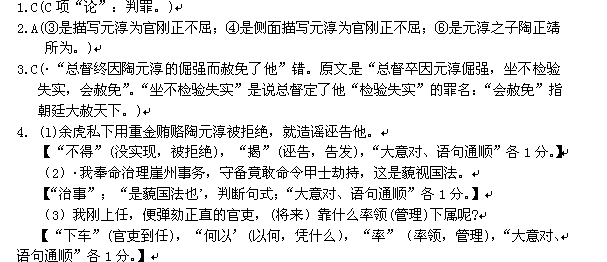 1.C(C项“论”：判罪。)↵
2.A(③是描写元淳为官刚正不屈；④是侧面描写元淳为官刚正不屈；⑥是元淳之子陶正靖
所为。)↵
3.C(·“总督终因陶元淳的倔强而赦免了他”错。原文是“总督卒因元淳倔强，坐不检验
失实，会赦免”。“坐不检验失实”是说总督定了他“检验失实”的罪名：“会赦免”指
朝廷大赦天下。)↵
4. (1)余虎私下用重金贿赂陶元淳被拒绝，就造谣诬告他。
【“不得”(没实现，被拒绝)，“揭”(诬告，告发)，“大意对、语句通顺”各1分。】↵
（2）·我奉命治理崖州事务，守备竟敢命令甲士劫持，这是藐视国法。
【“治事”；“是藐国法也’，判断句式；“大意对、语句通顺”各1分。】↵
（3）我刚上任，便弹劾正直的官吏，(将来）靠什么率领(管理)下属呢?
【“下车”(官吏到任)，“何以’(以何，凭什么)，“率”（率领，管理)，“大意对、↵
语句通顺”各1分。】↵